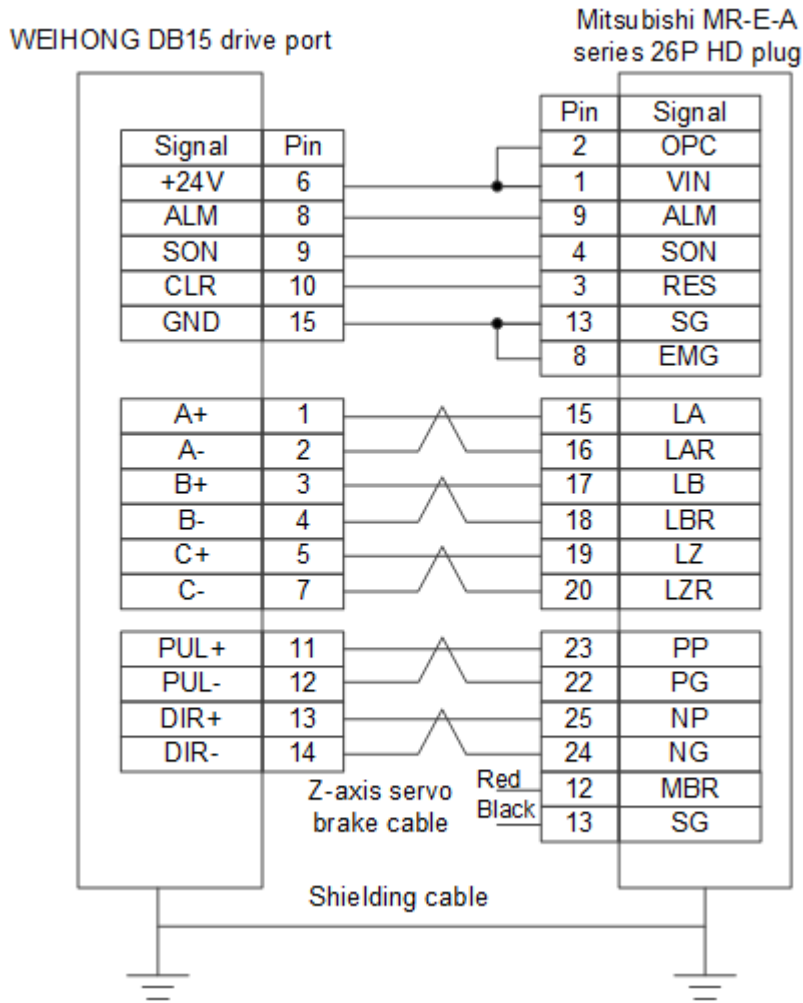 WEIHONG DB15 drive port
Mitsubishi MR-E-A
series 26P HD plug
Pin Signal
Signal Pin 2 OPC
+24V 6 1 VIN
ALM 8 9 ALM
SON 9 4 SON
CLR 10 3 RES
GND 15 13 SG
8 EMG
A+ 1 15 LA
A- 2 16 LAR
B+ 3 17 LB
B- 4 18 LBR
C+ 5 19 LZ
C- 7 20 LZR
PUL+ 11 23 PP
PUL- 12 22 PG
DIR+ 13 25 NP
DIR- 14 24 NG
Z-axis servo Red 12 MBR
brake cable Black 13 SG
Shielding cable